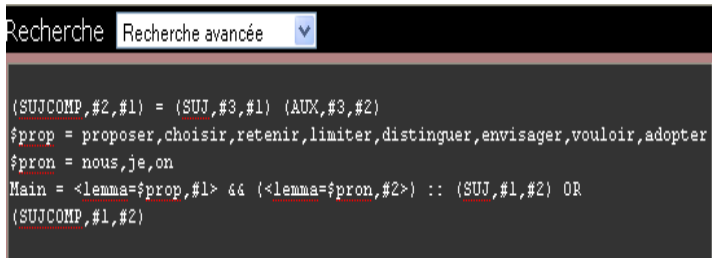 Recherche Recherche avancée
(SUJCOMP,#2,#1) = (SUJ,#3,#1) (AUX,#3,#2)
$prop = proposer,choisir,retenir,limiter,distinguer,envisager,vouloir,adopter
$pron = nous,je,on
Main = <lemma=$prop,#1> && (<lemma=$pron,#2>) :: (SUJ,#1,#2) OR
(SUJCOMP,#1,#2)